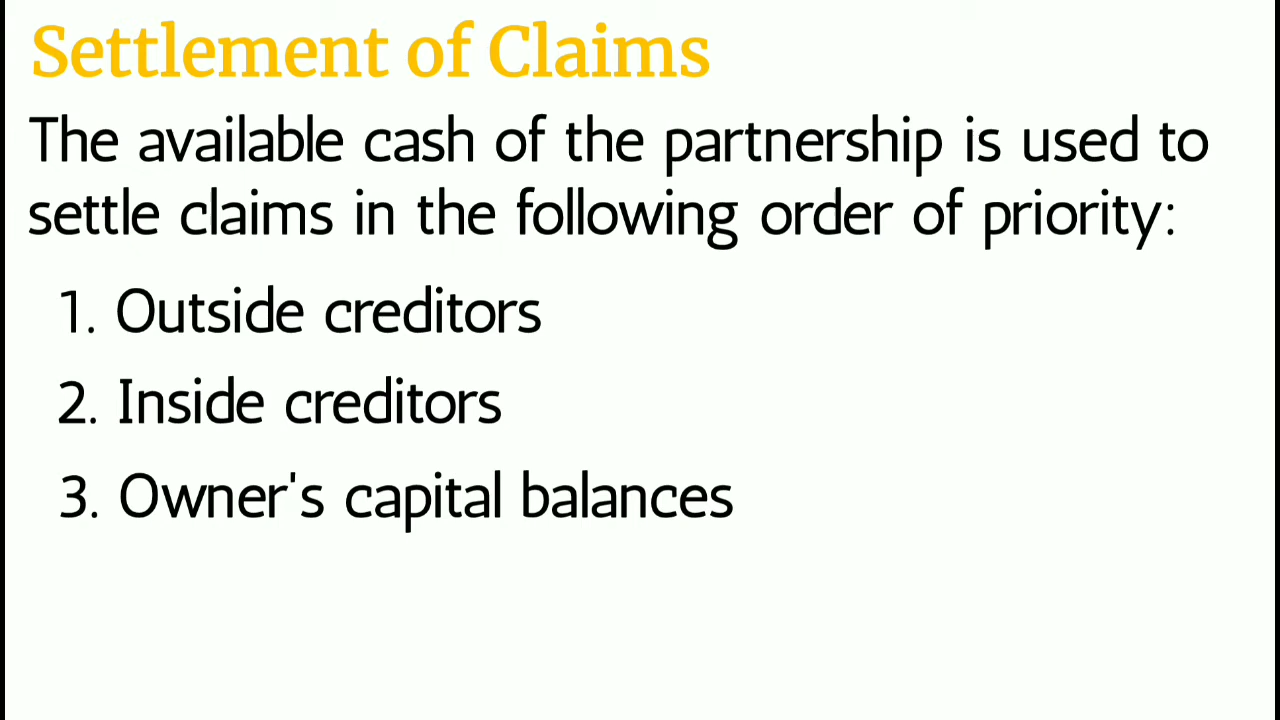 Settlement of Claims
The available cash of the partnership is used to
settle claims in the following order of priority:
1. Outside creditors
2. Inside creditors
3. Owner's capital balances